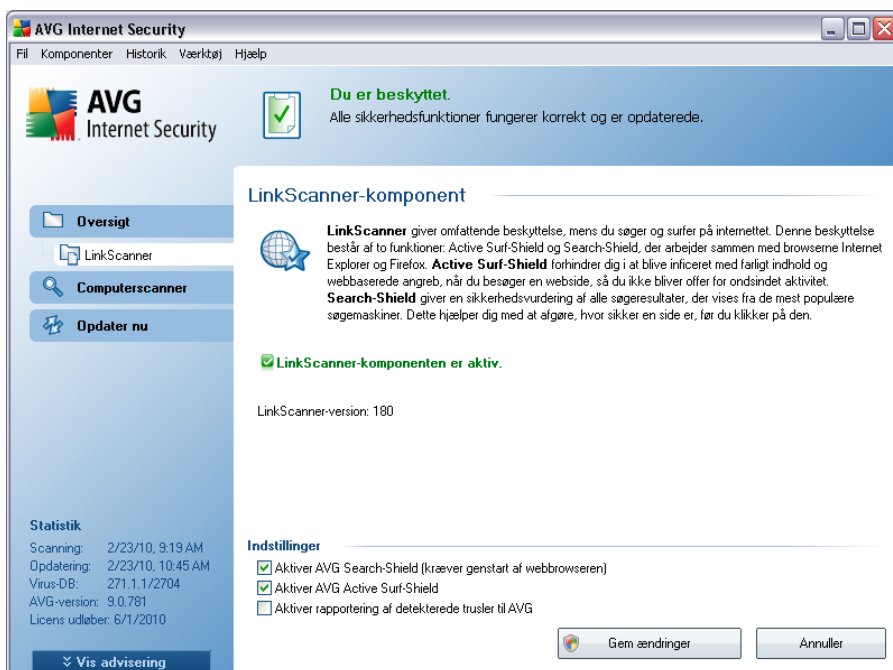 AVG Internet Security
Fil Komponenter Historik Værktøj Hjælp
AVG
Internet Security
Du er beskyttet.
Alle sikkerhedsfunktioner fungerer korrekt og er opdaterede.
Oversigt
LinkScanner
Computerscanner
Opdater nu
LinkScanner-komponent
LinkScanner giver omfattende beskyttelse, mens du søger og surfer på internettet. Denne beskyttelse
består af to funktioner: Active Surf-Shield og Search-Shield, der arbejder sammen med browserne Internet
Explorer og Firefox. Active Surf-Shield forhindrer dig i at blive inficeret med farligt indhold og
webbaserede angreb, når du besøger en webside, så du ikke bliver offer for ondsindet aktivitet.
Search-Shield giver en sikkerhedsvurdering af alle søgeresultater, der vises fra de mest populære
søgemaskiner. Dette hjælper dig med at afgøre, hvor sikker en side er, før du klikker på den.
LinkScanner-komponenten er aktiv.
LinkScanner-version: 180
Statistik
Scanning: 2/23/10, 9:19 AM
Opdatering: 2/23/10, 10:45 AM
Virus-DB: 271.1.1/2704
AVG-version: 9.0.781
Licens udløber: 6/1/2010
Vis advisering
Indstillinger
Aktiver AVG Search-Shield (kræver genstart af webbrowseren)
Aktiver AVG Active Surf-Shield
Aktiver rapportering af detekterede trusler til AVG
Gem ændringer
Annuller